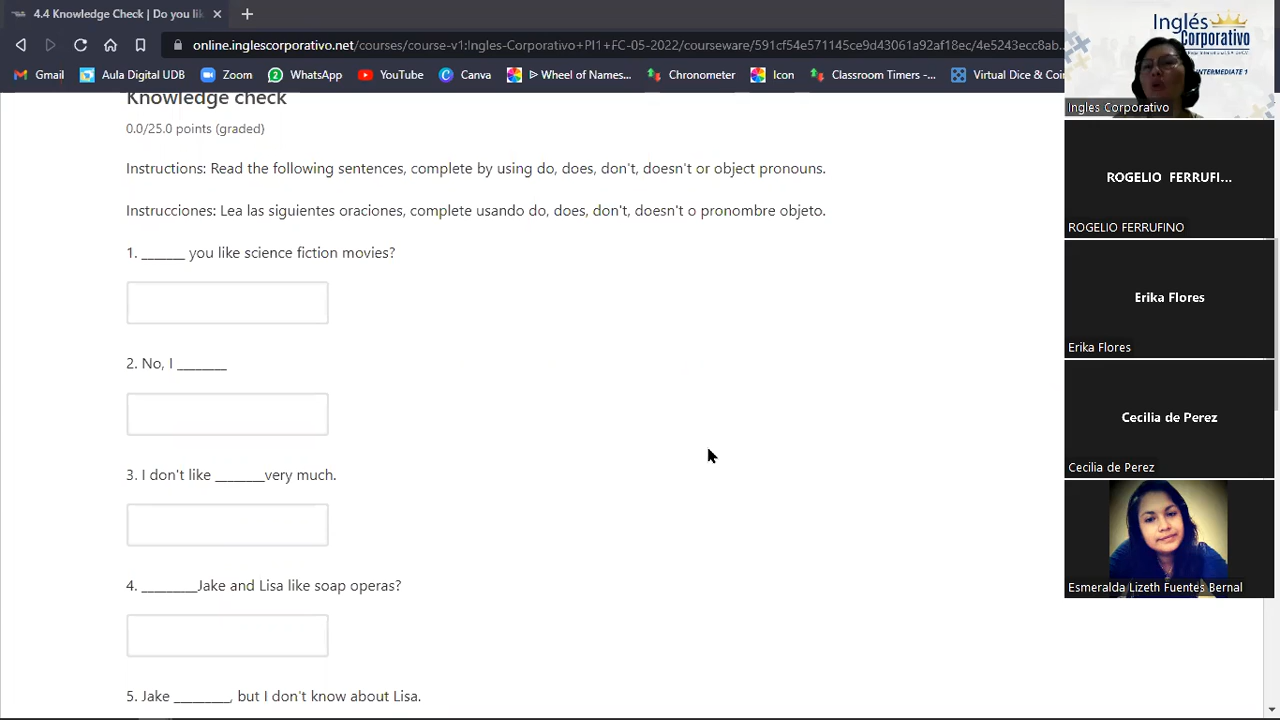 4.4 Knowledge Check | Do you lik
online.inglescorporativo.net/courses/course-v1:Ingles-Corporativo+PI1+FC-05-2022/courseware/591cf54e571145ce9d43061a92af18ec/4e5243ecc8ab...
Gmail Aula Digital UDB Zoom WhatsApp YouTube Canva ᐅ Wheel of Names... Chronometer Icon Classroom Timers -... Virtual Dice & Coi
Knowledge check
0.0/25.0 points (graded)
Instructions: Read the following sentences, complete by using do, does, don't, doesn't or object pronouns.
Instrucciones: Lea las siguientes oraciones, complete usando do, does, don't, doesn't o pronombre objeto.
1. _______ you like science fiction movies?
2. No, I ________
3. I don't like ________very much.
4. _________Jake and Lisa like soap operas?
5. Jake _________, but I don't know about Lisa.
Inglés
Corporativo
INTERMEDIATE 1
Ingles Corporativo
ROGELIO FERRUFI...
ROGELIO FERRUFINO
Erika Flores
Erika Flores
Cecilia de Perez
Cecilia de Perez
Esmeralda Lizeth Fuentes Bernal